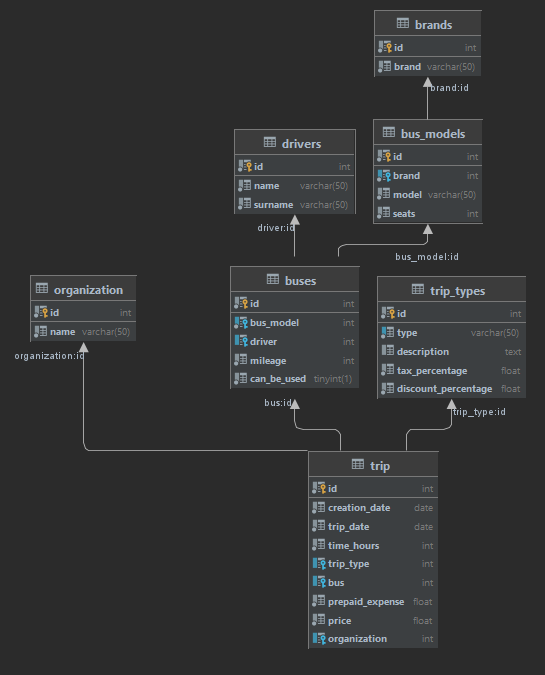 brands
id int
brand varchar(50)
brand:id
bus_models
id int
brand int
model varchar(50)
seats int
drivers
id int
name varchar(50)
surname varchar(50)
driver:id
bus_model:id
organization
id int
name varchar(50)
organization:id
buses
id int
bus_model int
driver int
mileage int
can_be_used tinyint(1)
bus:id
trip_types
id int
type varchar(50)
description text
tax_percentage float
discount_percentage float
trip_type:id
trip
id int
creation_date date
trip_date date
time_hours int
trip_type int
bus int
prepaid_expense float
price float
organization int